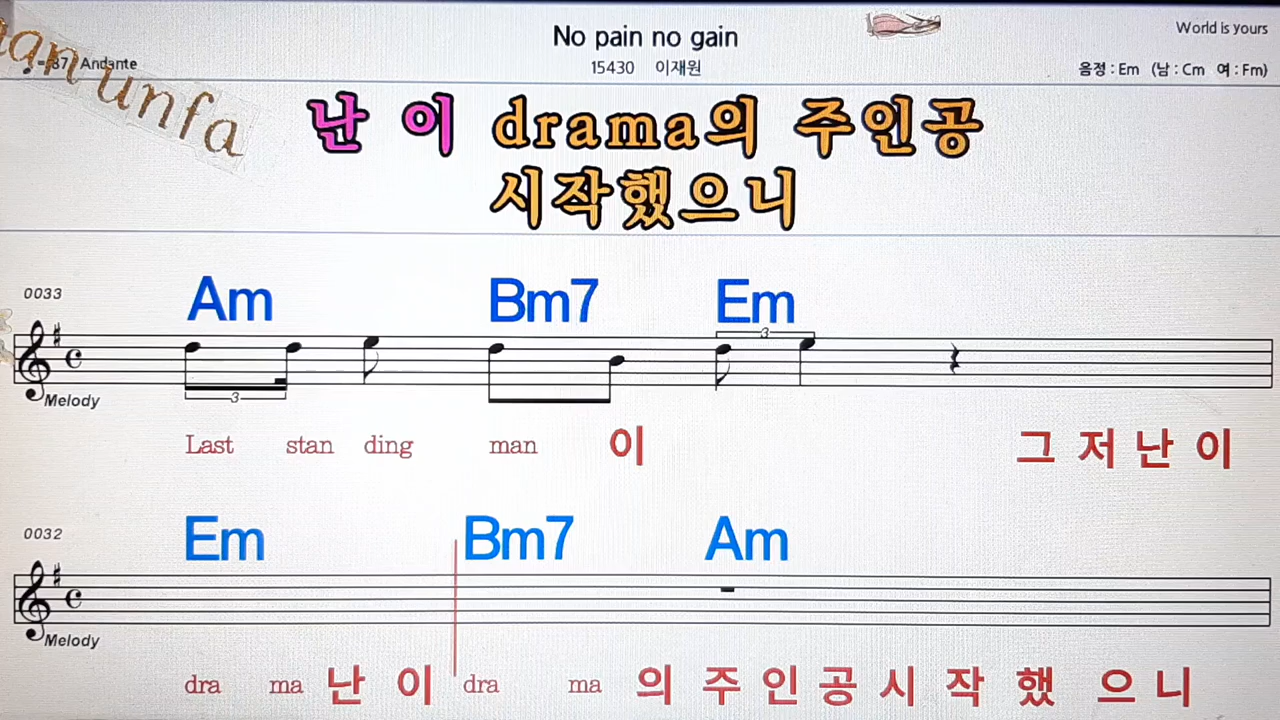 No pain no gain
World is yours
= 87 Andante
15430 이재원
음정 : Em (남 : Cm 여 : Fm)
man unfa
난 이 drama의 주인공
시작했으니
0033
Am Bm7 Em
3
3
Melody
Last stan ding man 이 그 저 난 이
0032
Em Bm7 Am
Melody
dra ma 난 이 dra ma 의 주 인 공 시 작 했 으 니